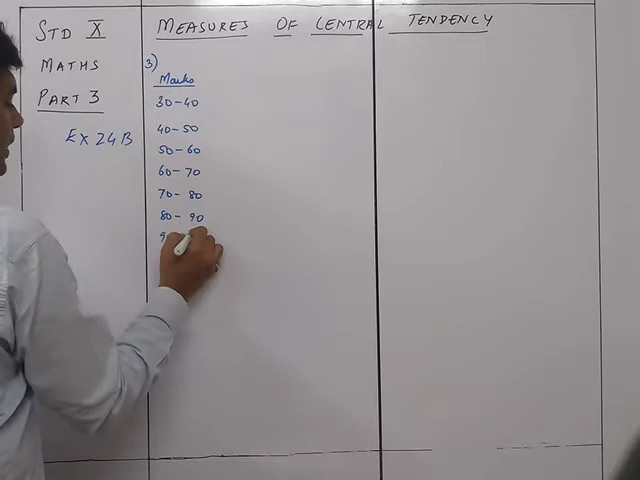 STD X
MATHS
PART 3
EX 24B
MEASURES OF CENTRAL TENDENCY
3)
Marks
30-40
40-50
50-60
60-70
70-80
80-90